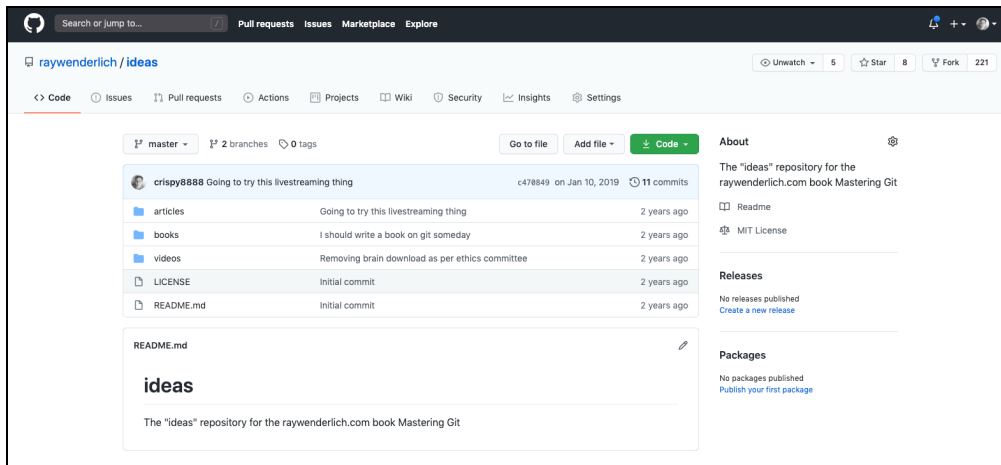 Search or jump to... /
Pull requests Issues Marketplace Explore
raywenderlich / ideas
Unwatch 5 Star 8 Fork 221
Code Issues Pull requests Actions Projects Wiki Security Insights Settings
master 2 branches 0 tags Go to file Add file Code
crispy8888 Going to try this livestreaming thing c470849 on Jan 10, 2019 11 commits
articles Going to try this livestreaming thing 2 years ago
books I should write a book on git someday 2 years ago
videos Removing brain download as per ethics committee 2 years ago
LICENSE Initial commit 2 years ago
README.md Initial commit 2 years ago
README.md
ideas
The "ideas" repository for the raywenderlich.com book Mastering Git
About
The "ideas" repository for the
raywenderlich.com book Mastering Git
Readme
MIT License
Releases
No releases published
Create a new release
Packages
No packages published
Publish your first package